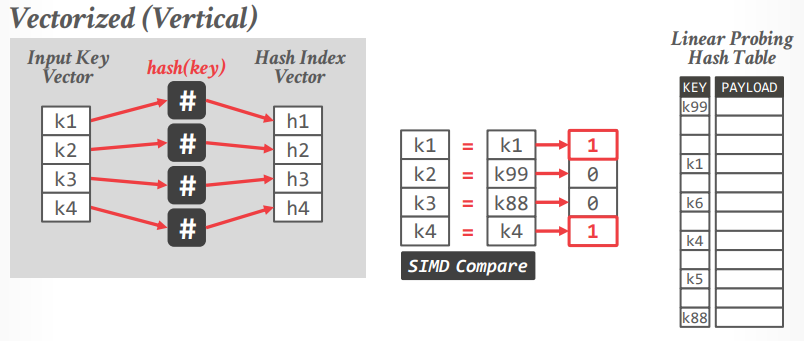 Vectorized (Vertical)
Input Key
Vector
hash(key)
Hash Index
Vector
k1
k2
k3
k4
#
#
#
#
h1
h2
h3
h4
k1 = k1 1
k2 = k99 0
k3 = k88 0
k4 = k4 1
SIMD Compare
Linear Probing
Hash Table
KEY PAYLOAD
k99
k1
k6
k4
k5
k88